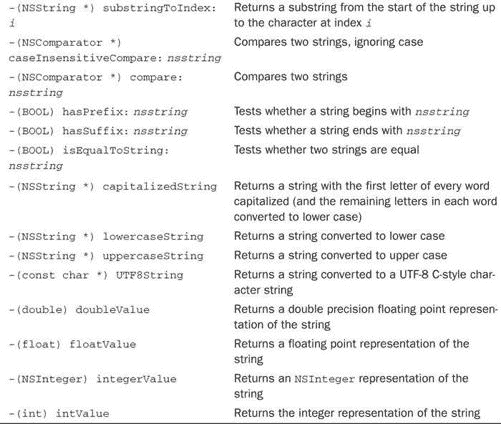 -(NSString *) substringToIndex: Returns a substring from the start of the string up
i to the character at index i
-(NSComparator *) Compares two strings, ignoring case
caseInsensitiveCompare: nsstring
-(NSComparator *) compare: Compares two strings
nsstring
-(BOOL) hasPrefix: nsstring Tests whether a string begins with nsstring
-(BOOL) hasSuffix: nsstring Tests whether a string ends with nsstring
-(BOOL) isEqualToString: Tests whether two strings are equal
nsstring
-(NSString *) capitalizedString Returns a string with the first letter of every word
capitalized (and the remaining letters in each word
converted to lower case)
-(NSString *) lowercaseString Returns a string converted to lower case
-(NSString *) uppercaseString Returns a string converted to upper case
-(const char *) UTF8String Returns a string converted to a UTF-8 C-style char-
acter string
-(double) doubleValue Returns a double precision floating point represen-
tation of the string
-(float) floatValue Returns a floating point representation of the
string
-(NSInteger) integerValue Returns an NSInteger representation of the
string
-(int) intValue Returns the integer representation of the string